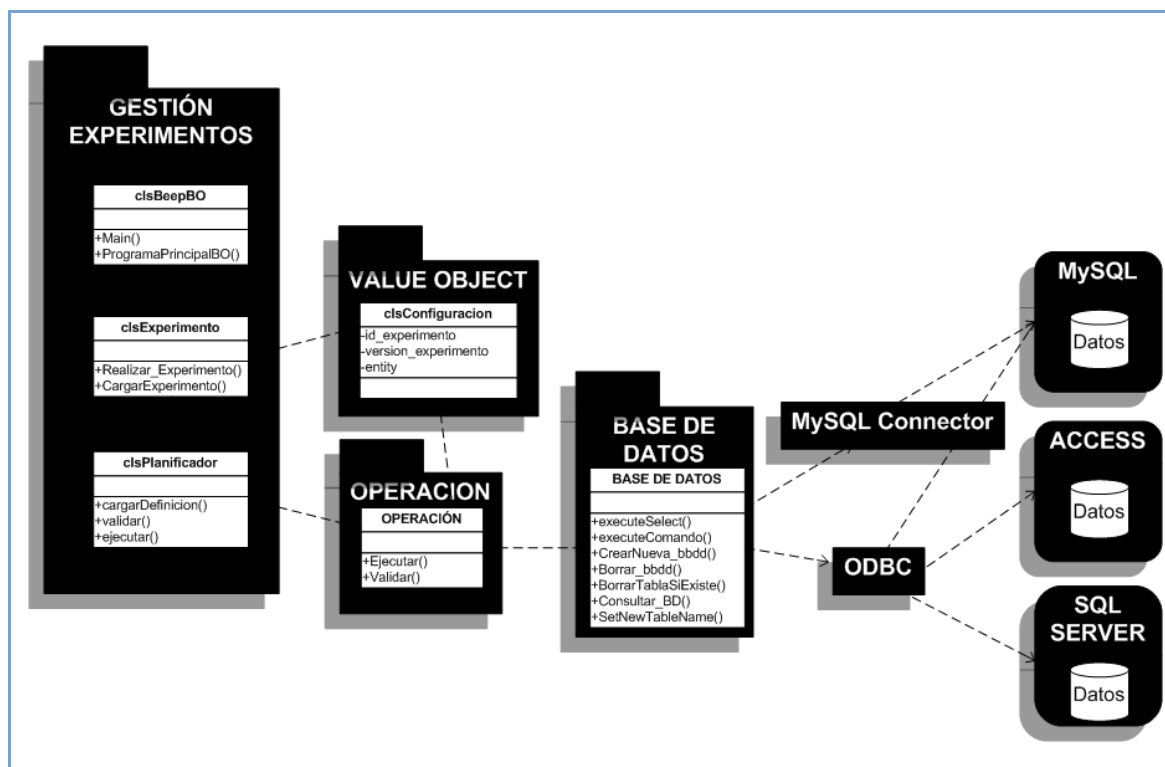 GESTIÓN
EXPERIMENTOS
clsBeepBO
+Main()
+ProgramaPrincipalBO()
clsExperimento
+Realizar_Experimento()
+CargarExperimento()
clsPlanificador
+cargarDefinicion()
+validar()
+ejecutar()
VALUE OBJECT
clsConfiguracion
-id_experimento
-version_experimento
-entity
OPERACION
OPERACIÓN
+Ejecutar()
+Validar()
BASE DE
DATOS
BASE DE DATOS
+executeSelect()
+executeComando()
+CrearNueva_bbdd()
+Borrar_bbdd()
+BorrarTablaSiExiste()
+Consultar_BD()
+SetNewTableName()
MySQL Connector
ODBC
MySQL
Datos
ACCESS
Datos
SQL
SERVER
Datos